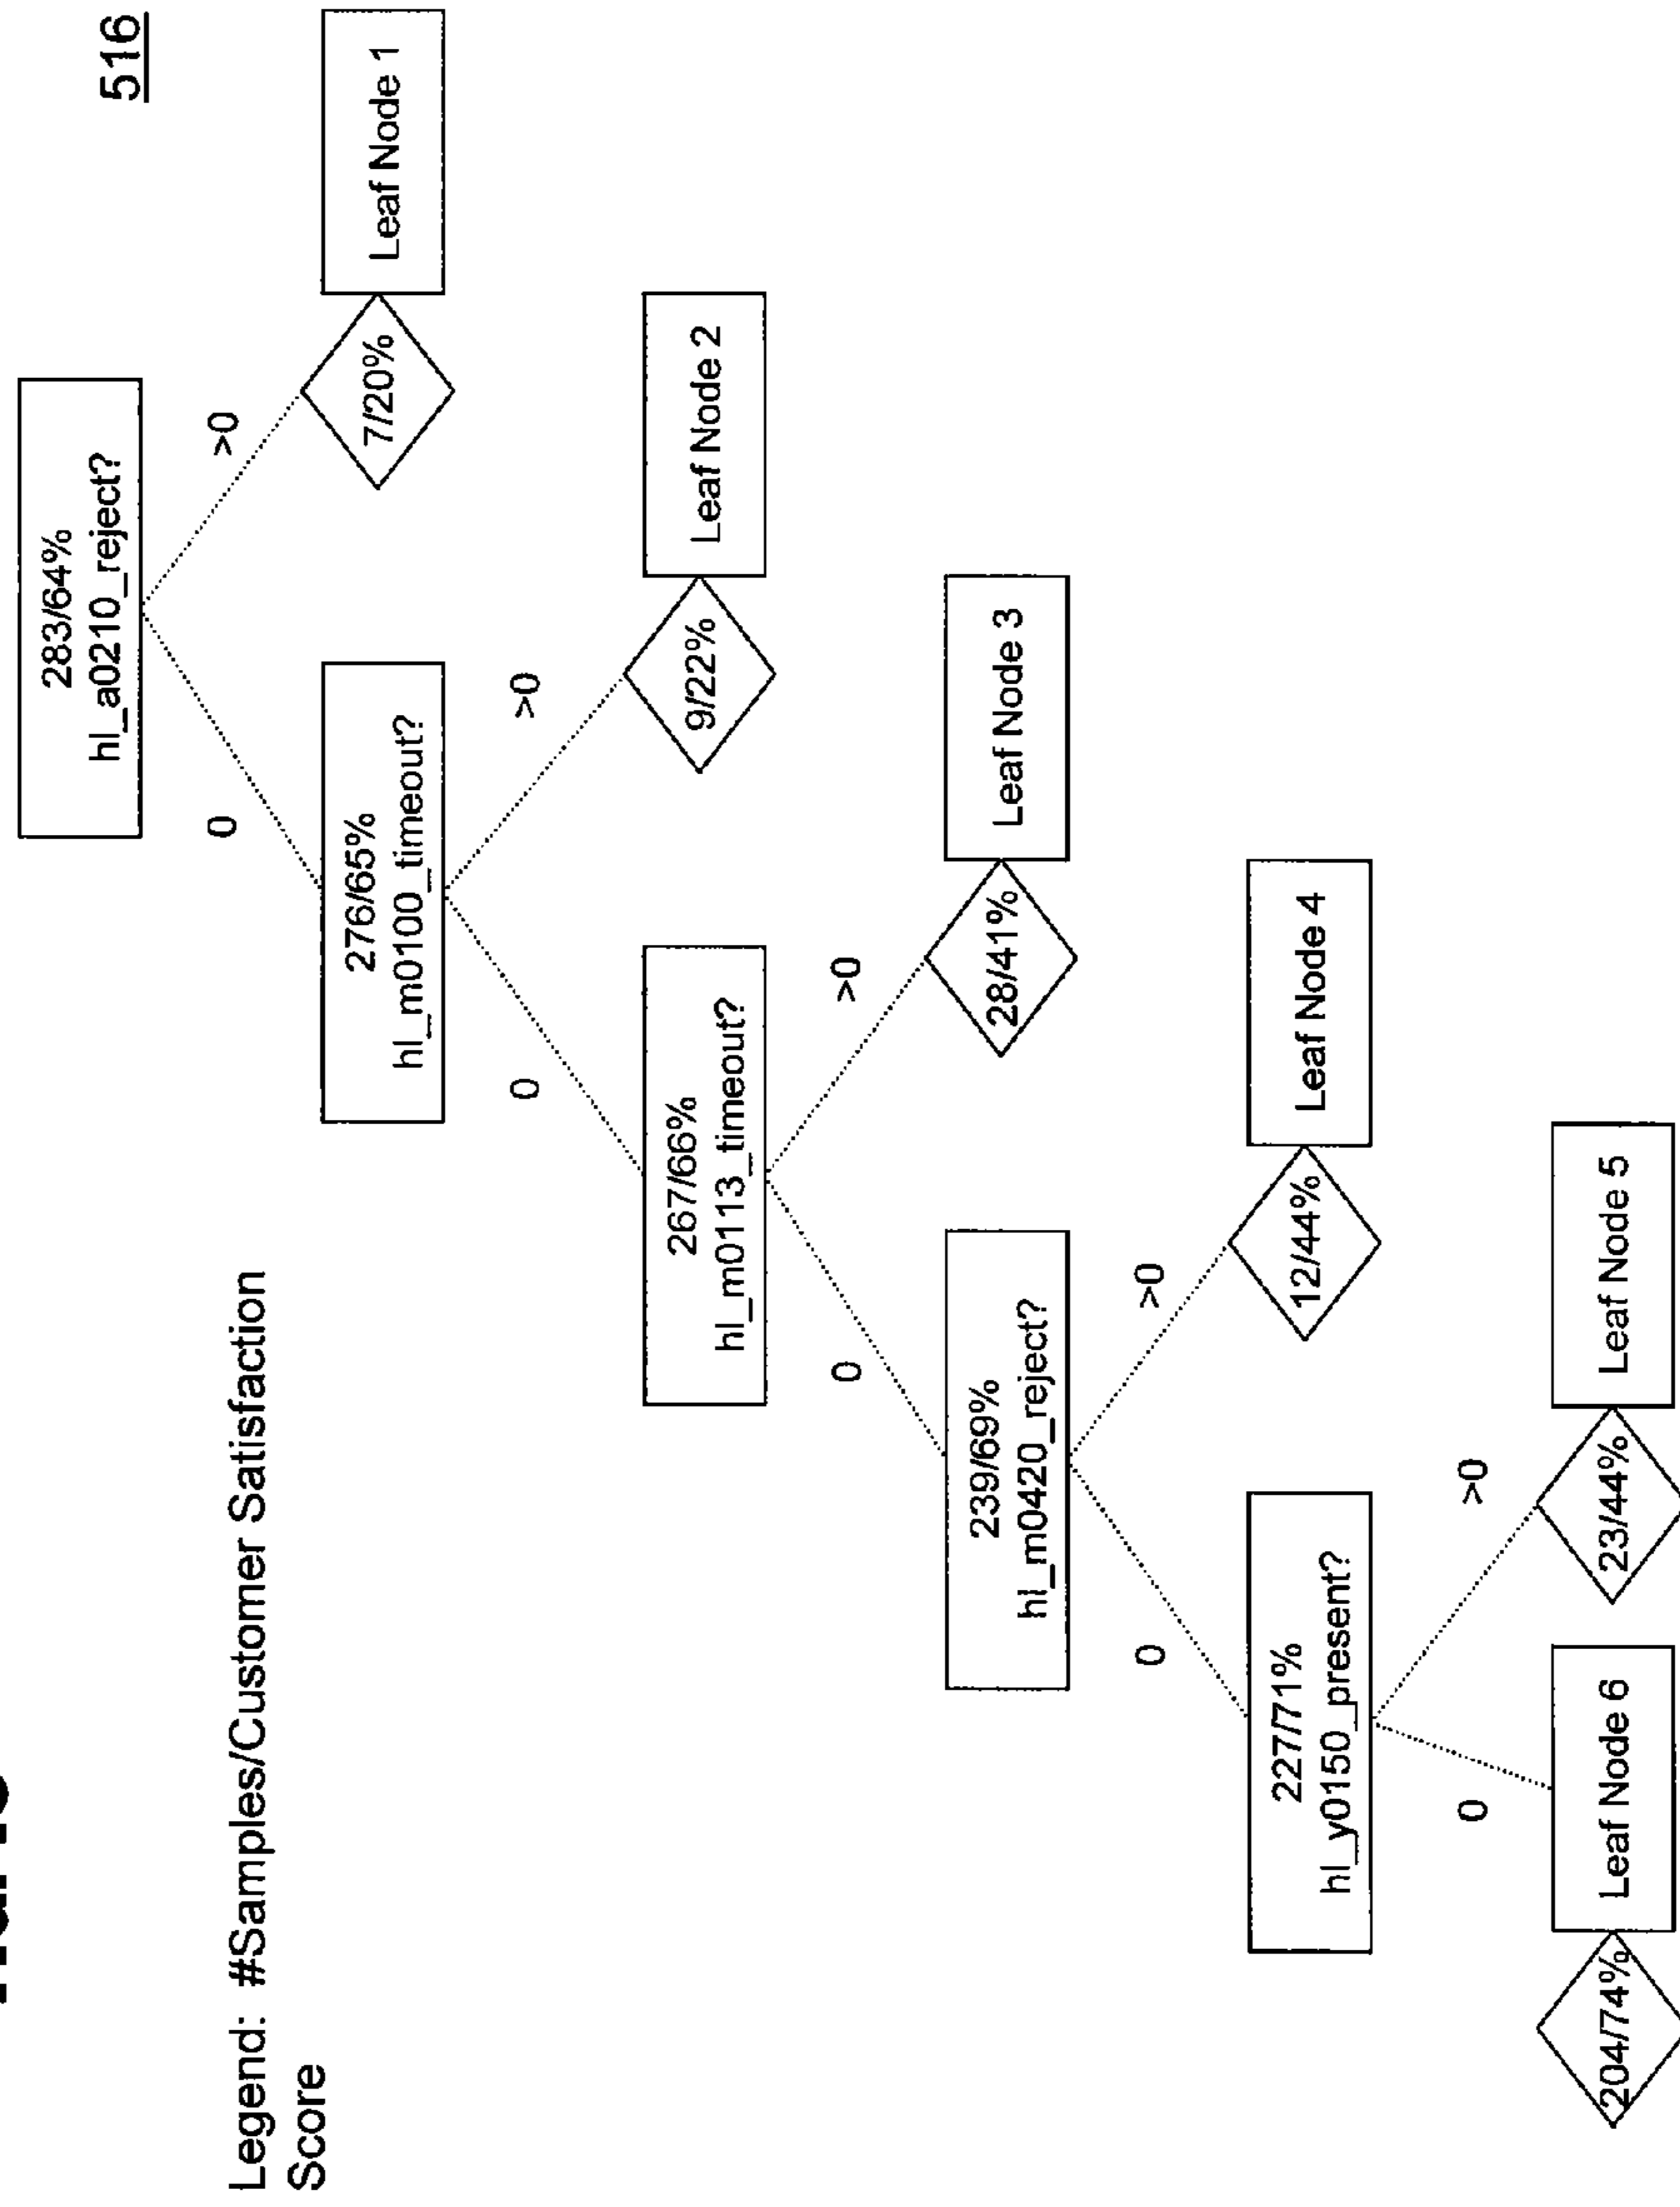 516
Legend: #Samples/Customer Satisfaction
Score
283/64%
hl_a0210_reject?
0
>0
276/65%
hl_m0100_timeout?
7/20%
Leaf Node 1
0
>0
267/66%
hl_m0113_timeout?
9/22%
Leaf Node 2
0
>0
239/69%
hl_m0420_reject?
28/41%
Leaf Node 3
0
>0
227/71%
hl_y0150_present?
12/44%
Leaf Node 4
0
>0
204/74%
Leaf Node 6
23/44%
Leaf Node 5